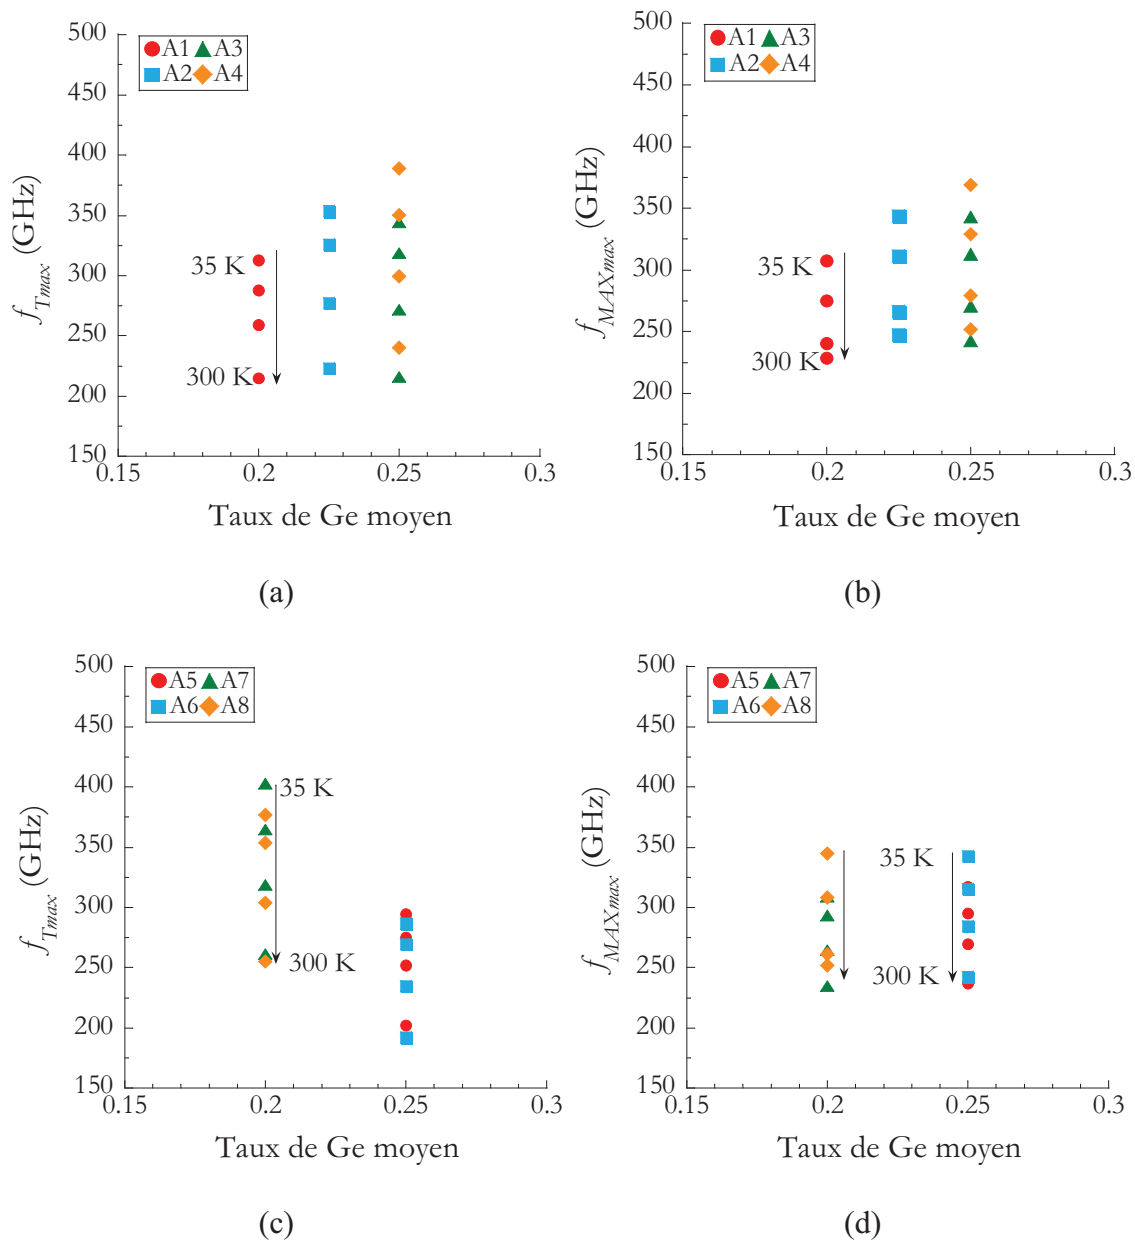 500
450
400
350
300
250
200
150
0.15 0.2 0.25 0.3
A1 A3
A2 A4
35 K
300 K
f_Tmax (GHz)
Taux de Ge moyen
(a)
500
450
400
350
300
250
200
150
0.15 0.2 0.25 0.3
A1 A3
A2 A4
35 K
300 K
f_MAXmax (GHz)
Taux de Ge moyen
(b)
500
450
400
350
300
250
200
150
0.15 0.2 0.25 0.3
A5 A7
A6 A8
35 K
300 K
f_Tmax (GHz)
Taux de Ge moyen
(c)
500
450
400
350
300
250
200
150
0.15 0.2 0.25 0.3
A5 A7
A6 A8
35 K
300 K
f_MAXmax (GHz)
Taux de Ge moyen
(d)